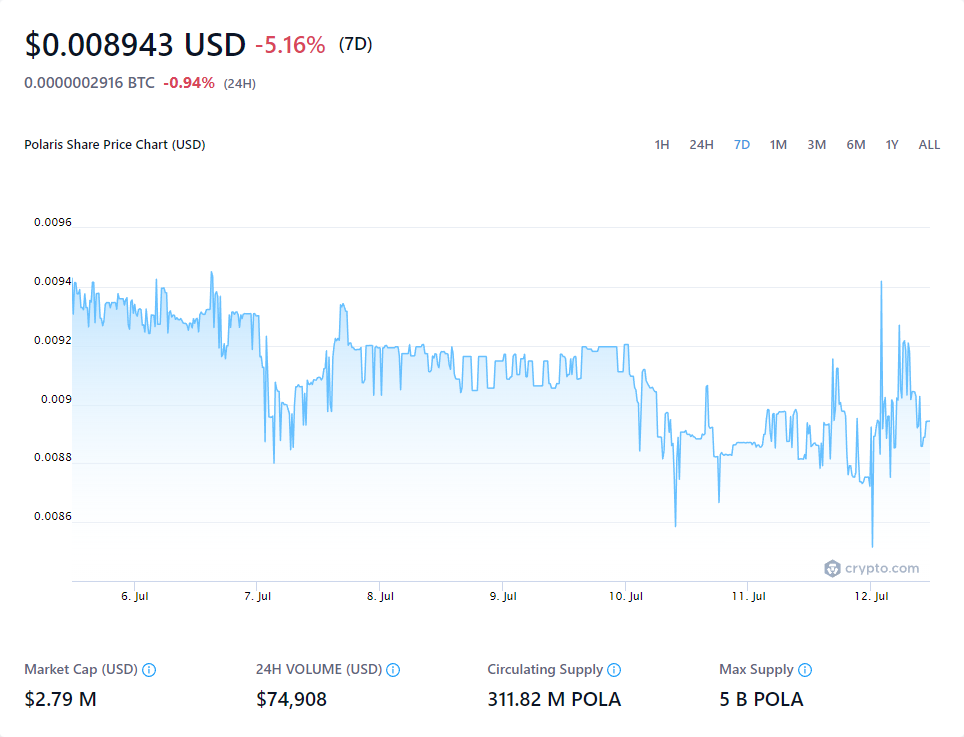 $0.008943 USD -5.16% (7D)
0.0000002916 BTC -0.94% (24H)
Polaris Share Price Chart (USD) 1H 24H 7D 1M 3M 6M 1Y ALL
0.0096
0.0094
0.0092
0.009
0.0088
0.0086
crypto.com
6. Jul 7. Jul 8. Jul 9. Jul 10. Jul 11. Jul 12. Jul
Market Cap (USD) 24H VOLUME (USD) Circulating Supply Max Supply
$2.79 M $74,908 311.82 M POLA 5 B POLA